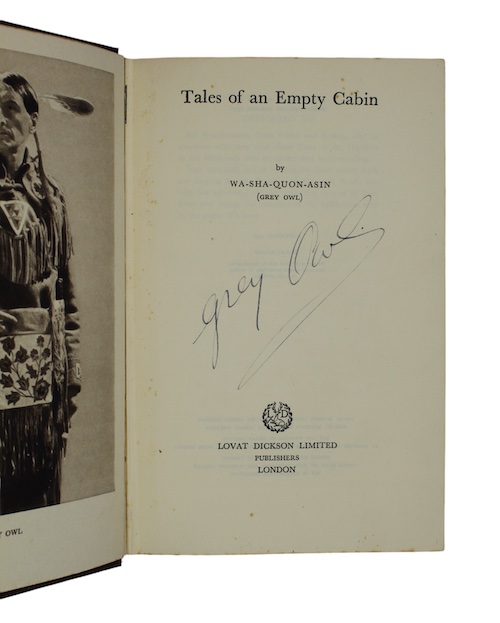 Tales of an Empty Cabin
by
WA-SHA-QUON-ASIN
(GREY OWL)
grey Owl.
LD
LOVAT DICKSON LIMITED
PUBLISHERS
LONDON
OWL